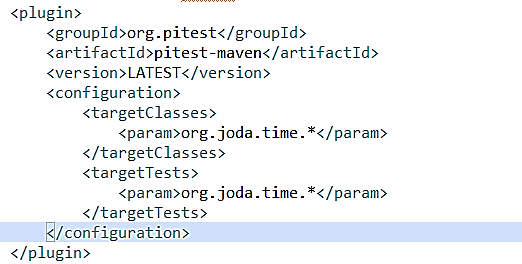 <plugin>
    <groupId>org.pitest</groupId>
    <artifactId>pitest-maven</artifactId>
    <version>LATEST</version>
    <configuration>
        <targetClasses>
            <param>org.joda.time.*</param>
        </targetClasses>
        <targetTests>
            <param>org.joda.time.*</param>
        </targetTests>
    </configuration>
</plugin>